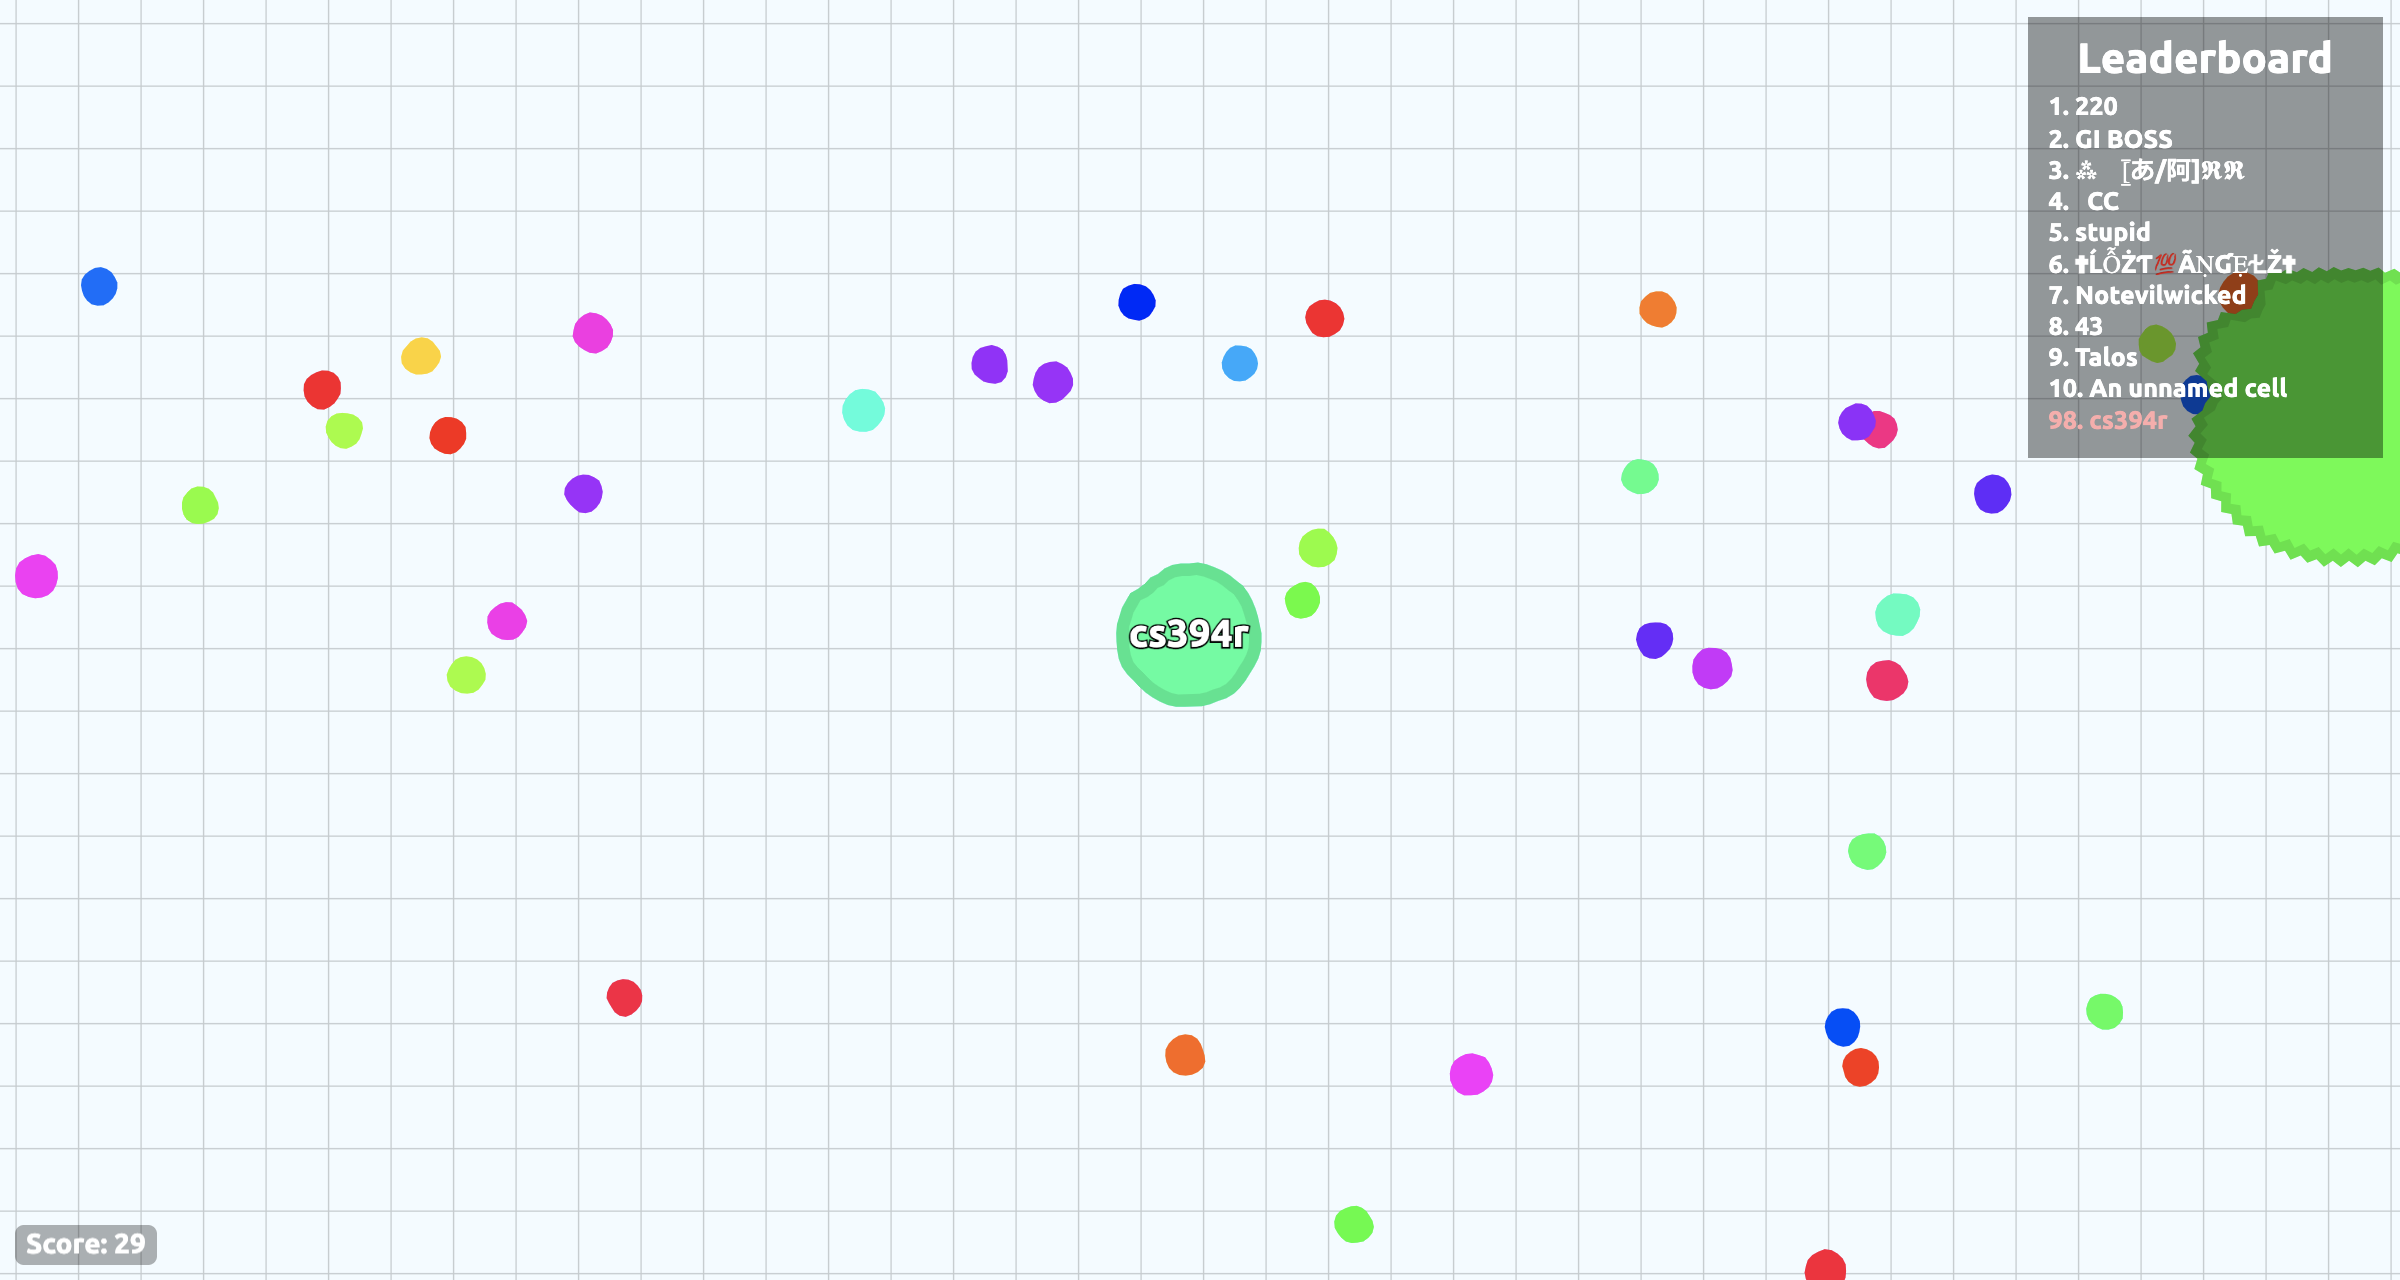 Leaderboard
1. 220
2. GI BOSS
3. ⁂ [あ/阿]ℜℜ
4. CC
5. stupid
6. ✝ĹỖŻT💯ÃṆGẸŁŽ✝
7. Notevilwicked
8. 43
9. Talos
10. An unnamed cell
98. cs394r
cs394r
Score: 29